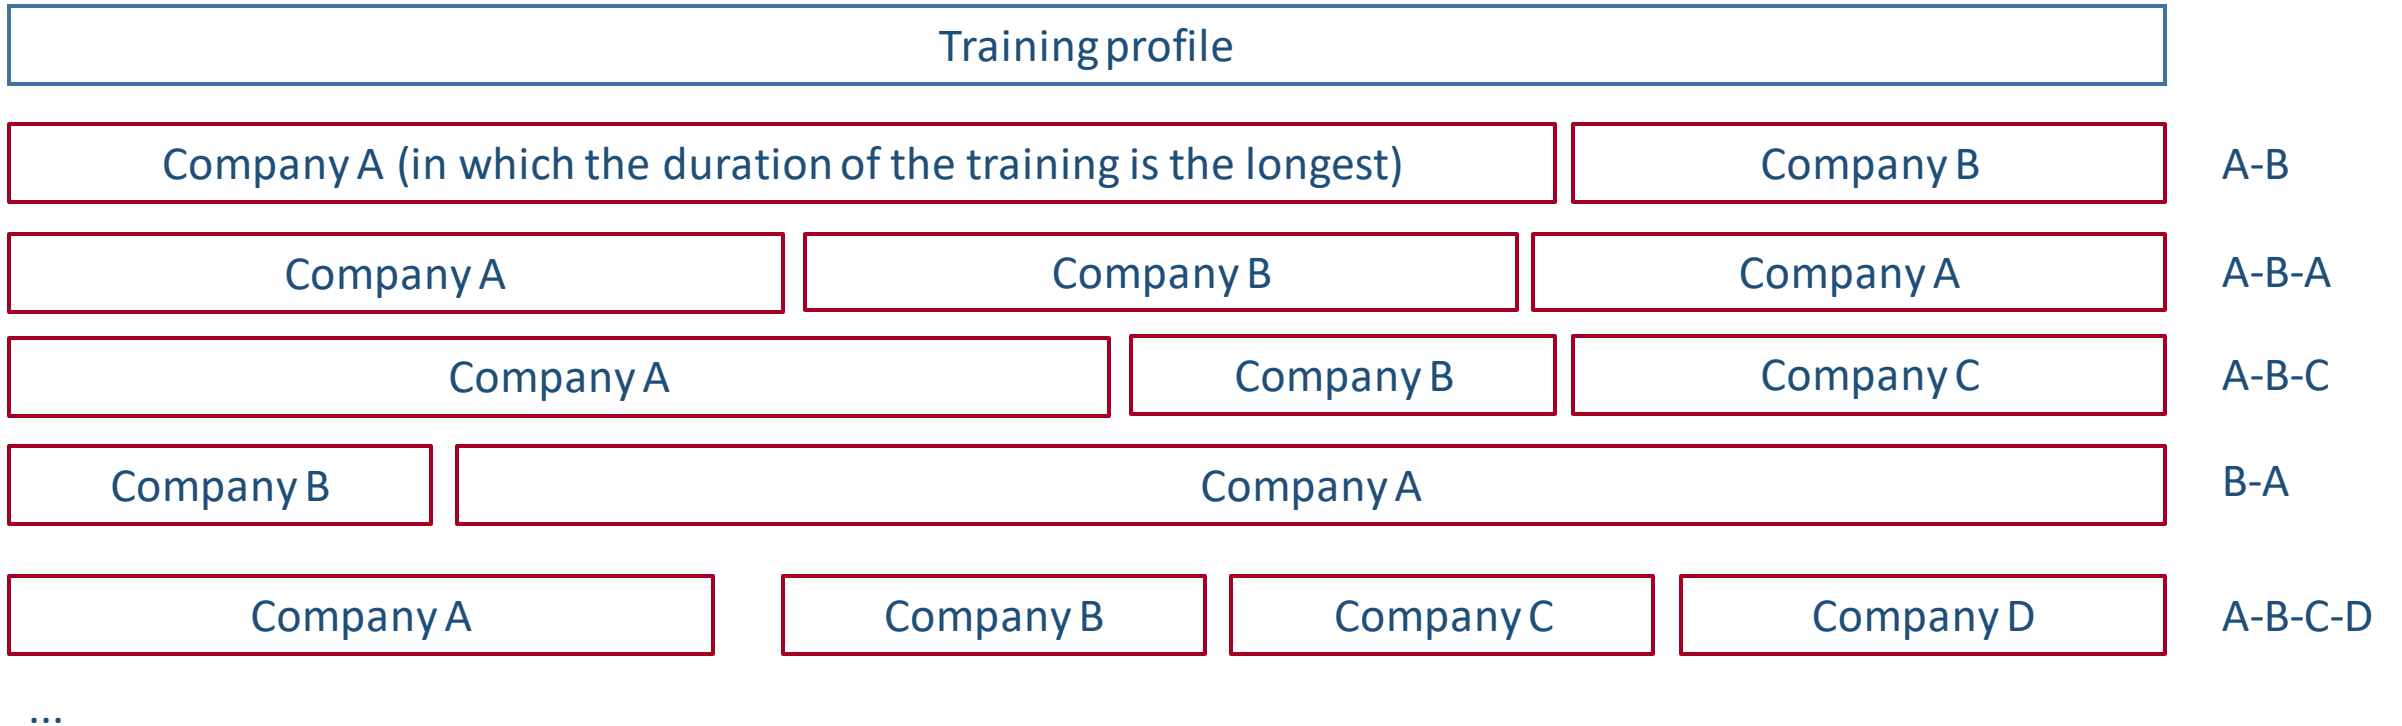 Training profile
Company A (in which the duration of the training is the longest) Company B A-B
Company A Company B Company A A-B-A
Company A Company B Company C A-B-C
Company B Company A B-A
Company A Company B Company C Company D A-B-C-D
...